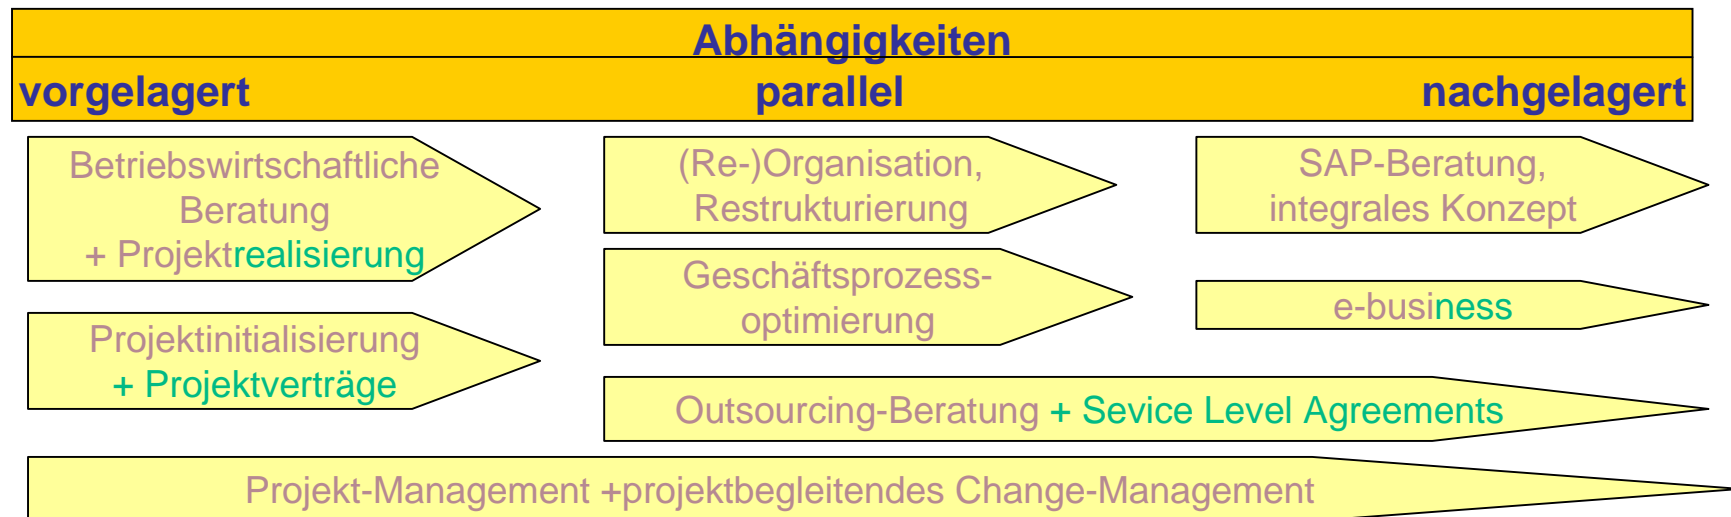 Abhängigkeiten
vorgelagert parallel nachgelagert
Betriebswirtschaftliche
Beratung
+ Projektrealisierung
Projektinitialisierung
+ Projektverträge
(Re-)Organisation,
Restrukturierung
Geschäftsprozess-
optimierung
SAP-Beratung,
integrales Konzept
e-business
Outsourcing-Beratung + Sevice Level Agreements
Projekt-Management +projektbegleitendes Change-Management